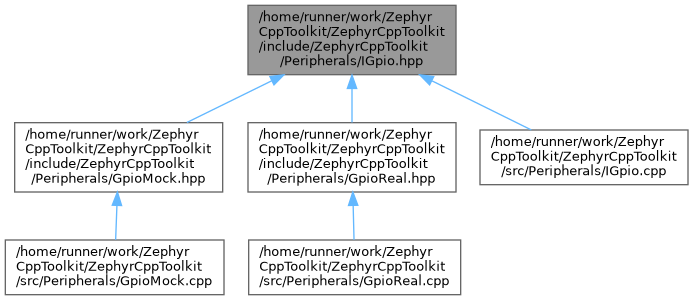 /home/runner/work/Zephyr
CppToolkit/ZephyrCppToolkit
/include/ZephyrCppToolkit
/Peripherals/IGpio.hpp
/home/runner/work/Zephyr
CppToolkit/ZephyrCppToolkit
/include/ZephyrCppToolkit
/Peripherals/GpioMock.hpp
/home/runner/work/Zephyr
CppToolkit/ZephyrCppToolkit
/include/ZephyrCppToolkit
/Peripherals/GpioReal.hpp
/home/runner/work/Zephyr
CppToolkit/ZephyrCppToolkit
/src/Peripherals/IGpio.cpp
/home/runner/work/Zephyr
CppToolkit/ZephyrCppToolkit
/src/Peripherals/GpioMock.cpp
/home/runner/work/Zephyr
CppToolkit/ZephyrCppToolkit
/src/Peripherals/GpioReal.cpp